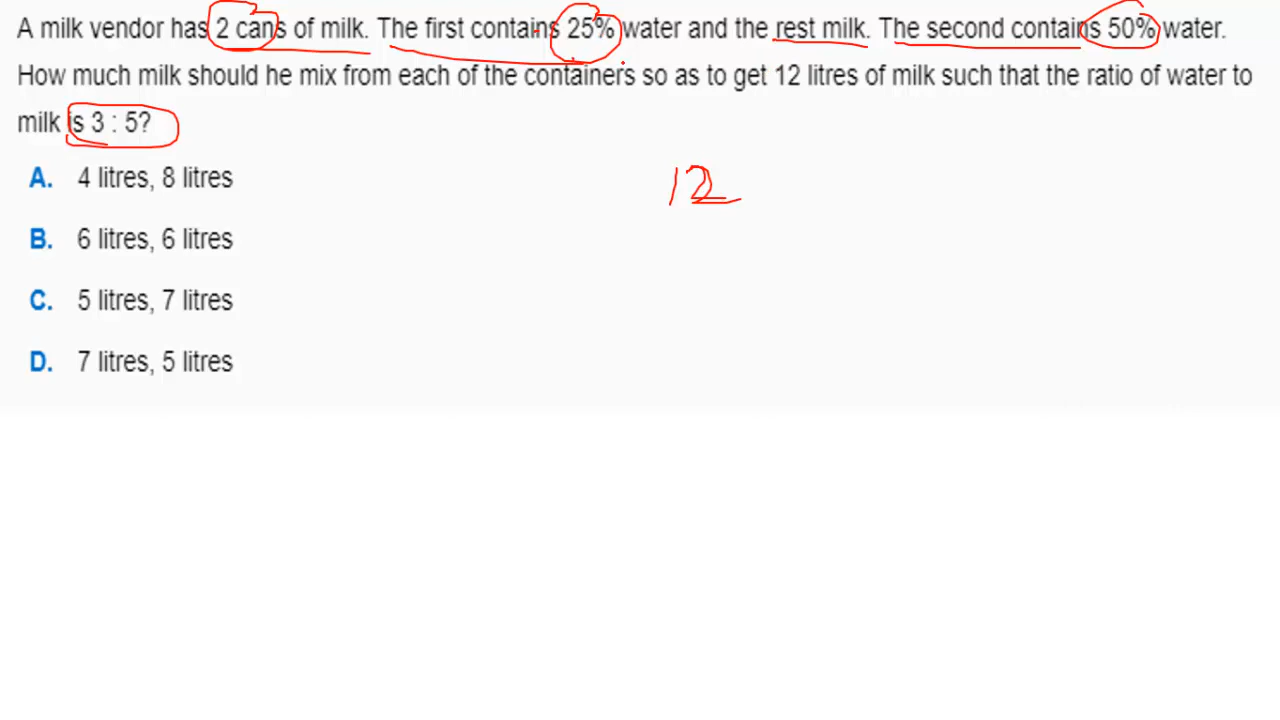 A milk vendor has 2 cans of milk. The first contains 25% water and the rest milk. The second contains 50% water.
How much milk should he mix from each of the containers so as to get 12 litres of milk such that the ratio of water to
milk is 3 : 5?
A. 4 litres, 8 litres
12
B. 6 litres, 6 litres
C. 5 litres, 7 litres
D. 7 litres, 5 litres